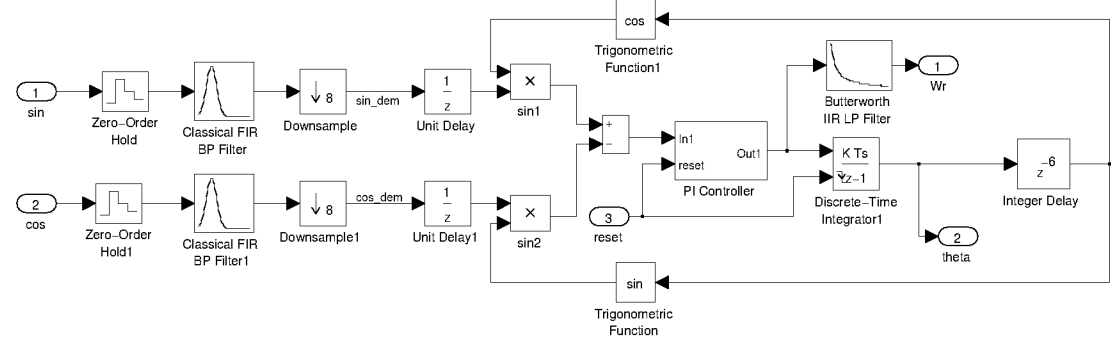 cos
Trigonometric
Function1
1
sin
Zero-Order
Hold
Classical FIR
BP Filter
↓ 8
Downsample
sin_dem
1
z
Unit Delay
×
sin1
+
−
In1
reset
Out1
PI Controller
Butterworth
IIR LP Filter
1
Wr
K Ts
z-1
Discrete-Time
Integrator1
z-6
Integer Delay
2
theta
2
cos
Zero-Order
Hold1
Classical FIR
BP Filter1
↓ 8
Downsample1
cos_dem
1
z
Unit Delay1
×
sin2
3
reset
sin
Trigonometric
Function